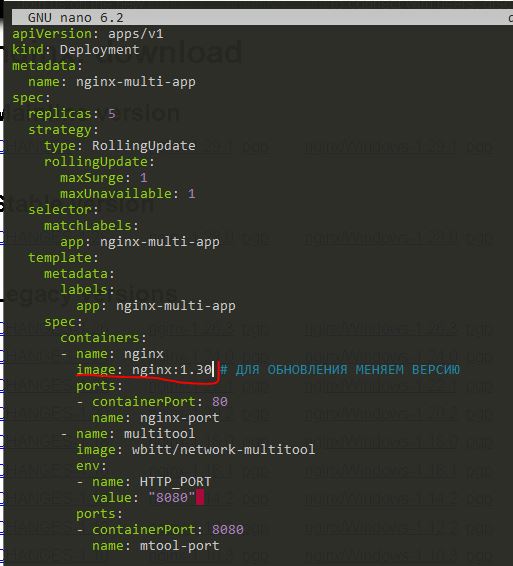 GNU nano 6.2
apiVersion: apps/v1
kind: Deployment
metadata:
  name: nginx-multi-app
spec:
  replicas: 5
  strategy:
    type: RollingUpdate
    rollingUpdate:
      maxSurge: 1
      maxUnavailable: 1
  selector:
    matchLabels:
      app: nginx-multi-app
  template:
    metadata:
      labels:
        app: nginx-multi-app
    spec:
      containers:
      - name: nginx
        image: nginx:1.30 # ДЛЯ ОБНОВЛЕНИЯ МЕНЯЕМ ВЕРСИЮ
        ports:
        - containerPort: 80
          name: nginx-port
      - name: multitool
        image: wbitt/network-multitool
        env:
        - name: HTTP_PORT
          value: "8080"
        ports:
        - containerPort: 8080
          name: mtool-port